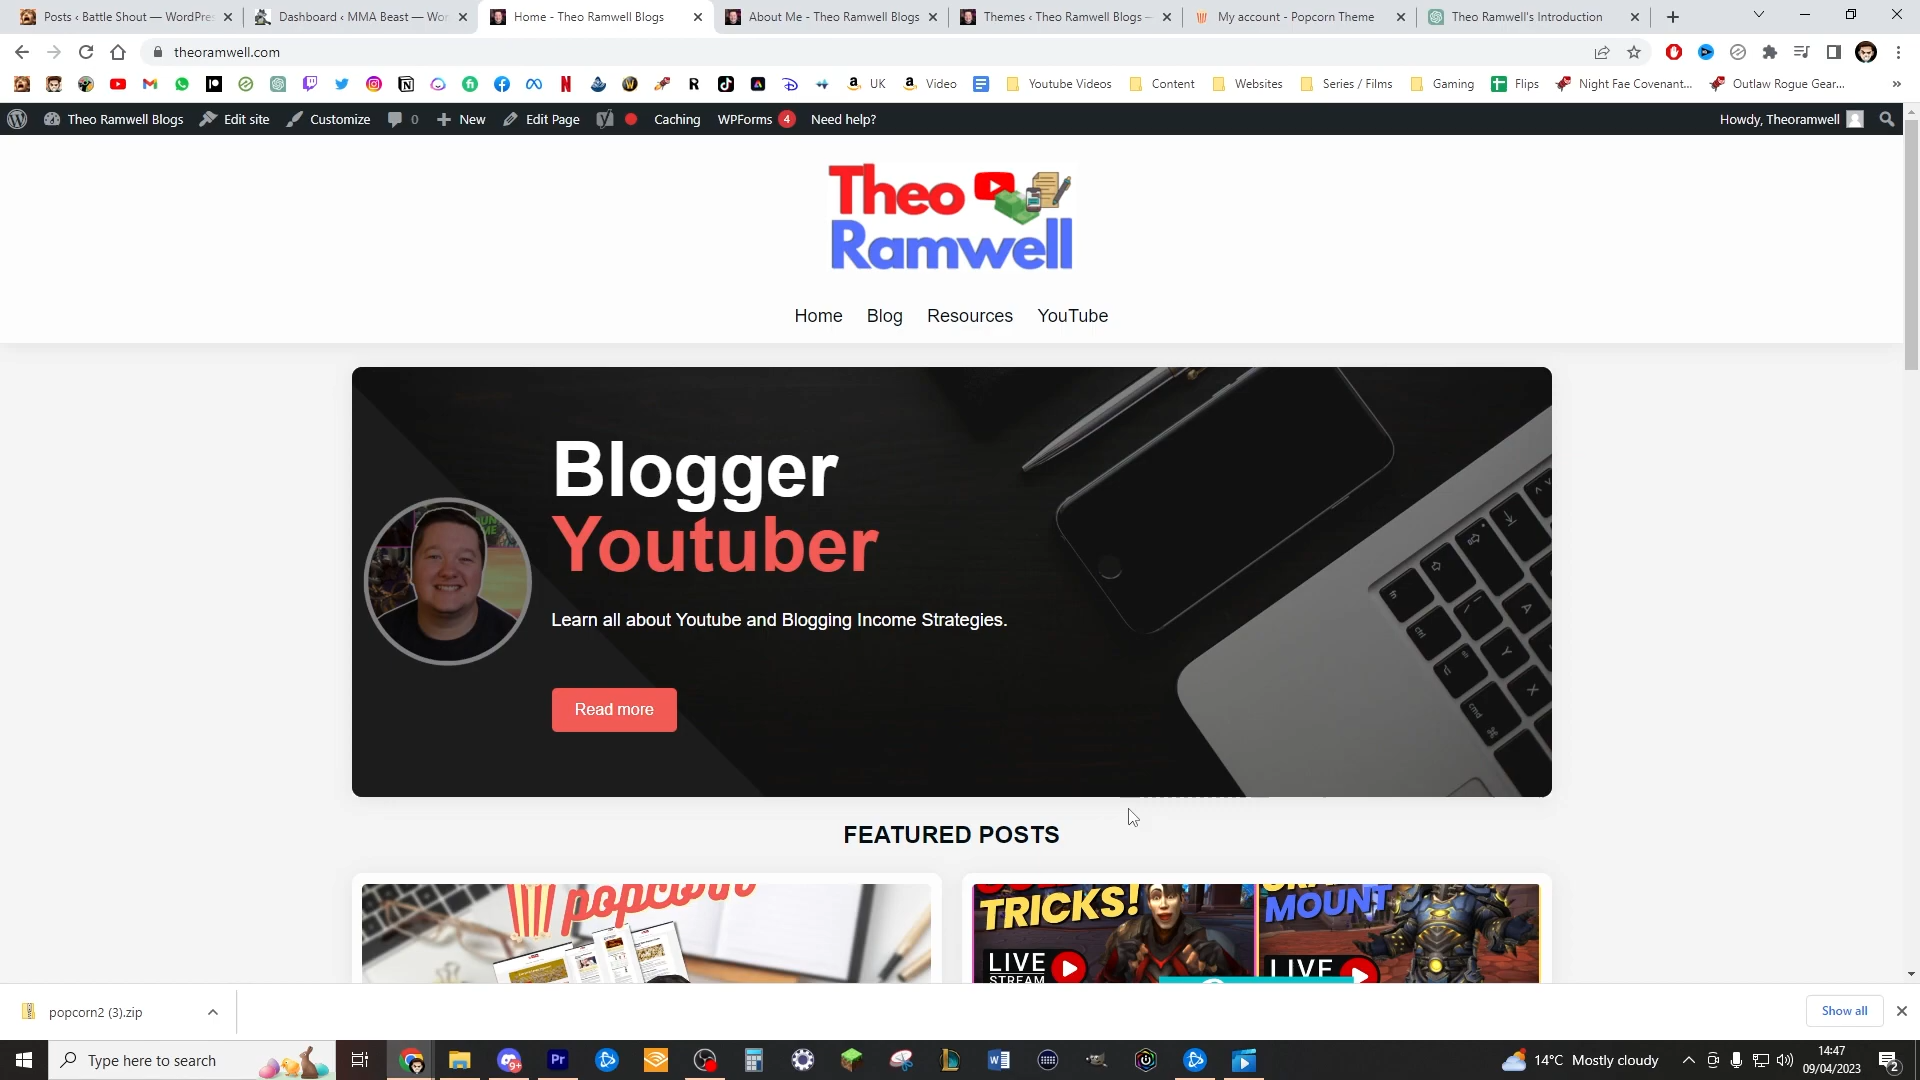 Posts ‹ Battle Shout — WordPre
Dashboard ‹ MMA Beast — Wor
Home - Theo Ramwell Blogs
About Me - Theo Ramwell Blogs
Themes ‹ Theo Ramwell Blogs —
My account - Popcorn Theme
Theo Ramwell's Introduction
theoramwell.com
UK
Video
Youtube Videos
Content
Websites
Series / Films
Gaming
Flips
Night Fae Covenant...
Outlaw Rogue Gear...
Theo Ramwell Blogs
Edit site
Customize
0
New
Edit Page
Caching
WPForms 4
Need help?
Howdy, Theoramwell
Theo
Ramwell
Home
Blog
Resources
YouTube
Blogger
Youtuber
Learn all about Youtube and Blogging Income Strategies.
Read more
FEATURED POSTS
popcorn
TRICKS!
MOUNT
LIVE
STREAM
LIVE
popcorn2 (3).zip
Show all
Type here to search
14°C Mostly cloudy
14:47
09/04/2023
2